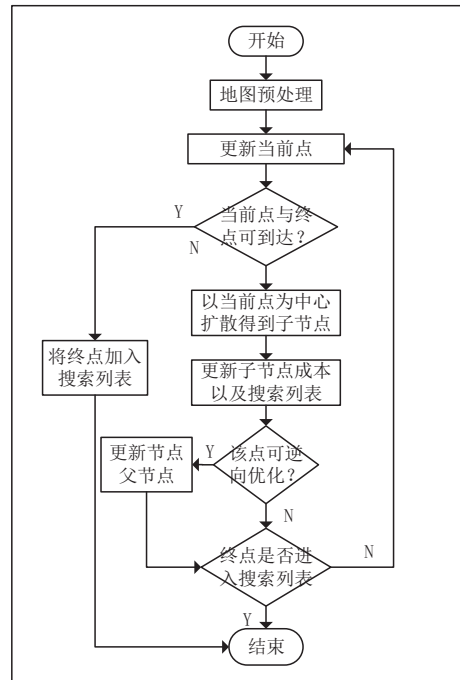 开始
地图预处理
更新当前点
Y
当前点与终
点可到达？
N
以当前点为中心
扩散得到子节点
将终点加入
搜索列表
更新子节点成本
以及搜索列表
更新节点
父节点
Y
该点可逆
向优化？
N
终点是否进
入搜索列表
N
Y
结束